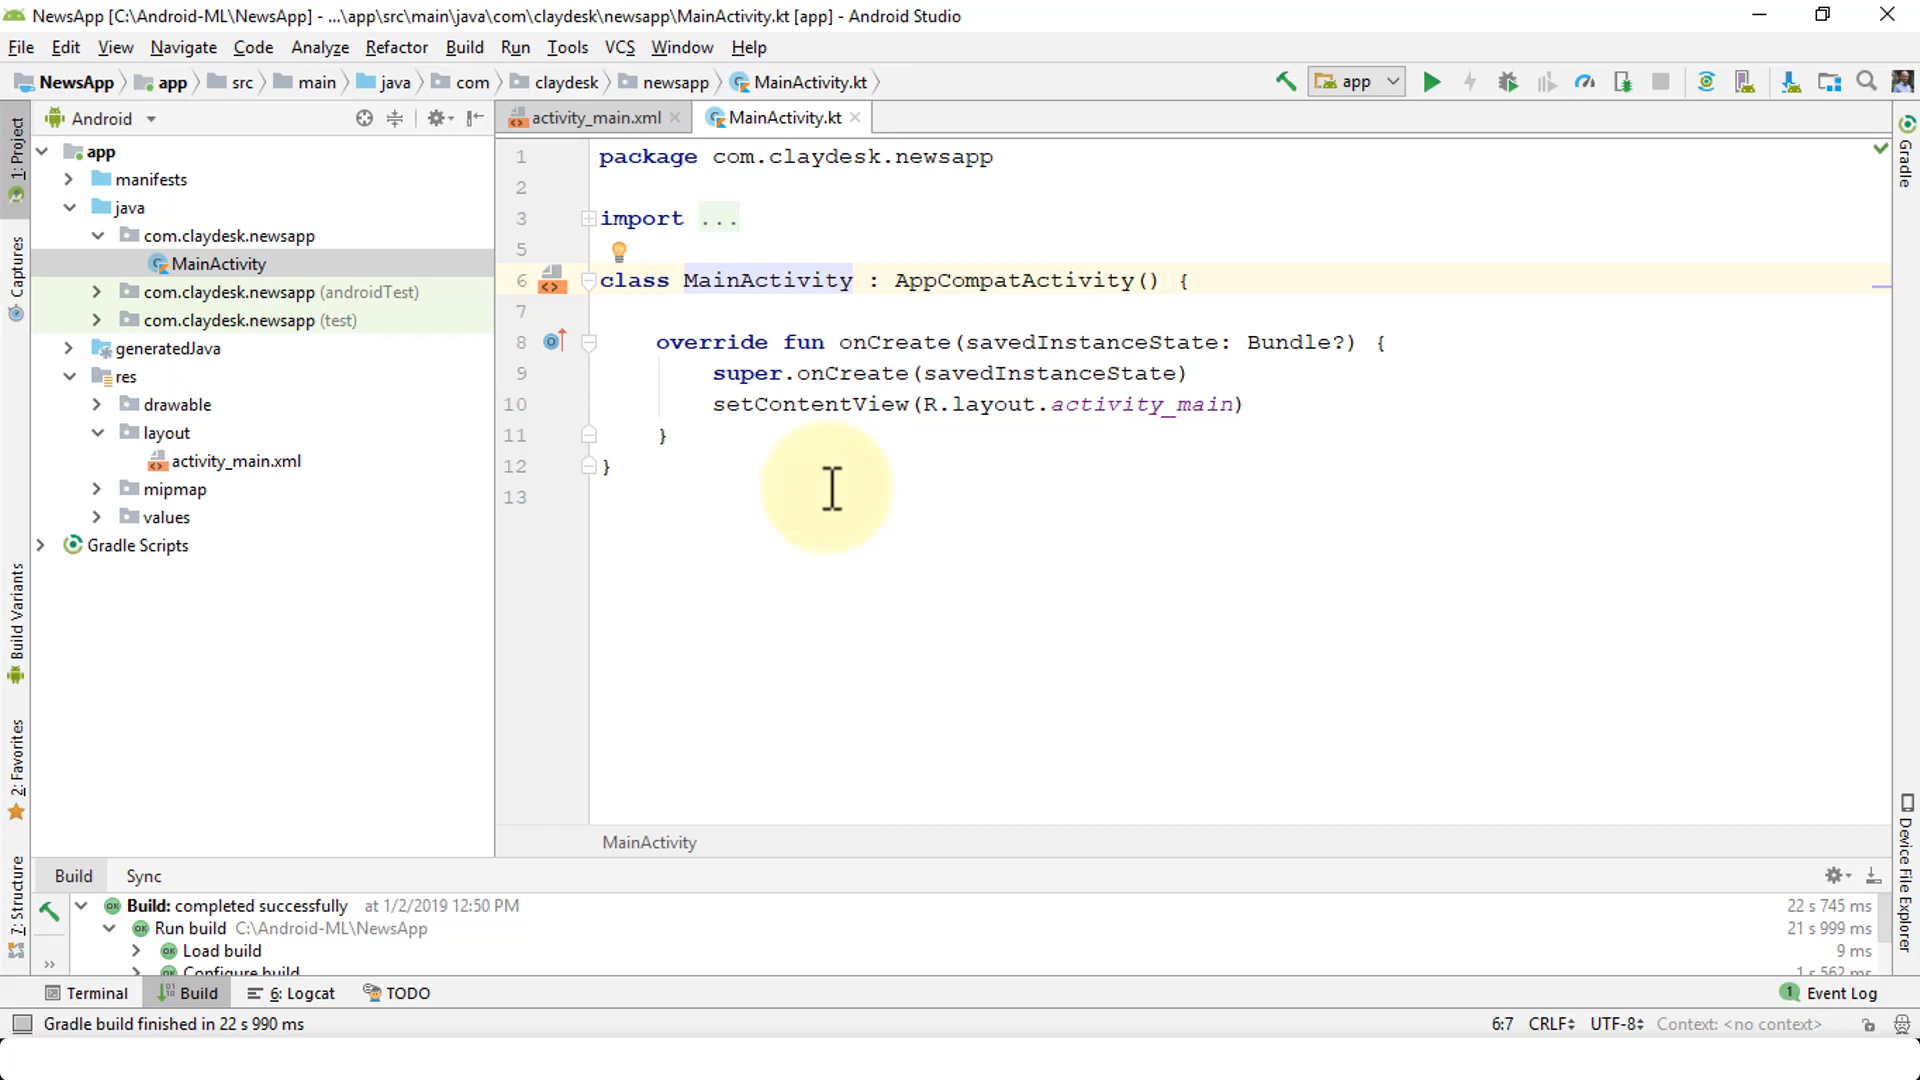 NewsApp [C:\Android-ML\NewsApp] - ...\app\src\main\java\com\claydesk\newsapp\MainActivity.kt [app] - Android Studio
File Edit View Navigate Code Analyze Refactor Build Run Tools VCS Window Help
NewsApp app src main java com claydesk newsapp MainActivity.kt app
Android
activity_main.xml MainActivity.kt
1: Project
Captures
Build Variants
2: Favorites
7: Structure
app
manifests
java
com.claydesk.newsapp
MainActivity
com.claydesk.newsapp (androidTest)
com.claydesk.newsapp (test)
generatedJava
res
drawable
layout
activity_main.xml
mipmap
values
Gradle Scripts
1 package com.claydesk.newsapp
2
3 import ...
5
6 class MainActivity : AppCompatActivity() {
7
8 override fun onCreate(savedInstanceState: Bundle?) {
9 super.onCreate(savedInstanceState)
10 setContentView(R.layout.activity_main)
11 }
12 }
13
MainActivity
Gradle
Device File Explorer
Build Sync
Build: completed successfully at 1/2/2019 12:50 PM 22 s 745 ms
Run build C:\Android-ML\NewsApp 21 s 999 ms
Load build 9 ms
Configure build 1 s 562 ms
Terminal Build 6: Logcat TODO 1 Event Log
Gradle build finished in 22 s 990 ms 6:7 CRLF UTF-8 Context: <no context>